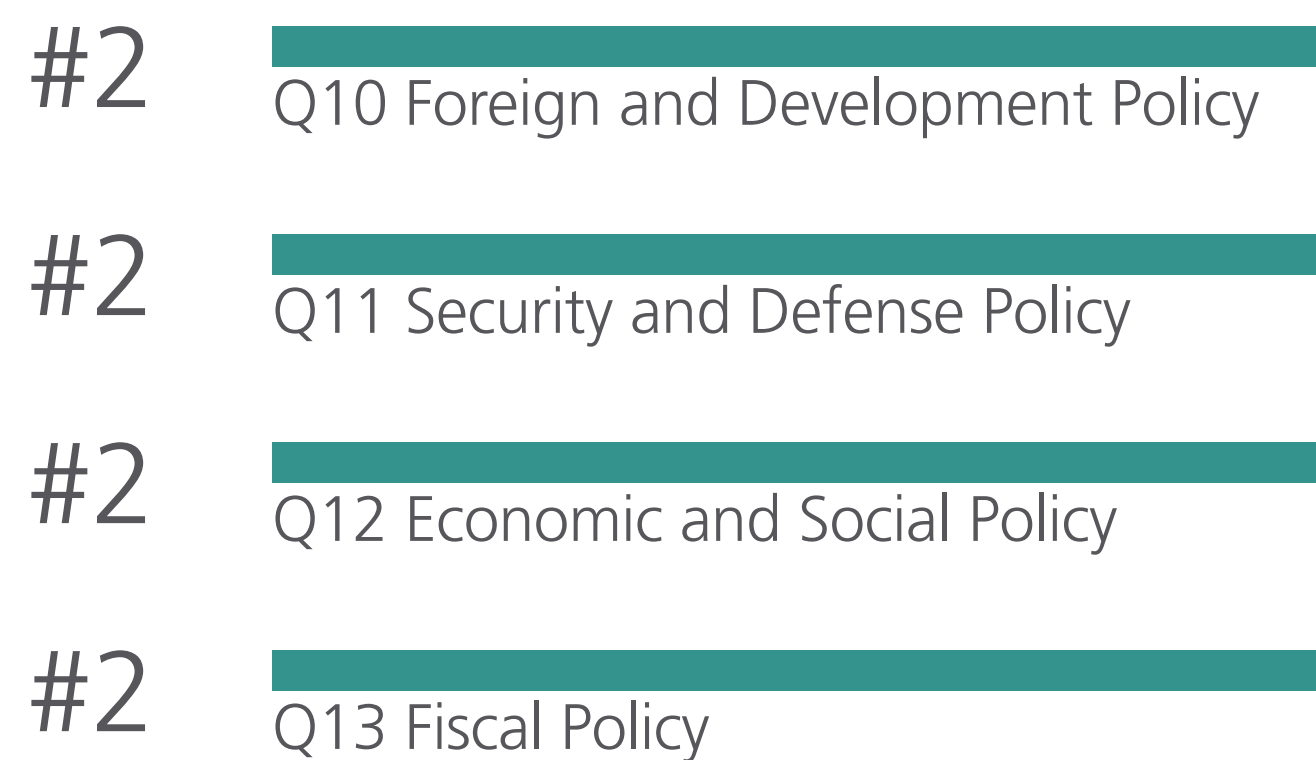 #2
Q10 Foreign and Development Policy
#2
Q11 Security and Defense Policy
#2
Q12 Economic and Social Policy
#2
Q13 Fiscal Policy